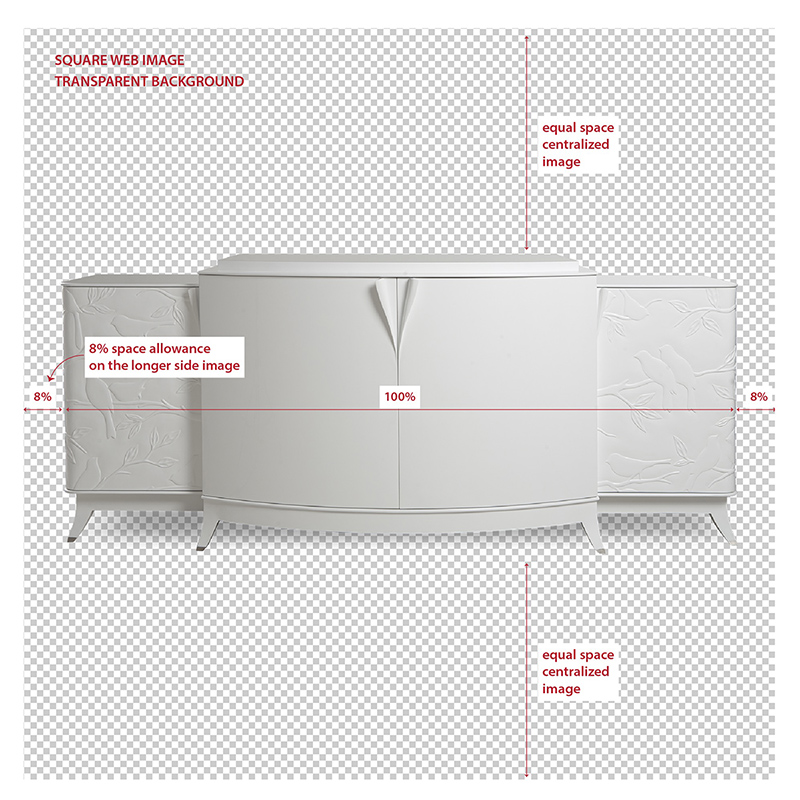 SQUARE WEB IMAGE
TRANSPARENT BACKGROUND
equal space
centralized
image
8% space allowance
on the longer side image
8%
100%
8%
equal space
centralized
image